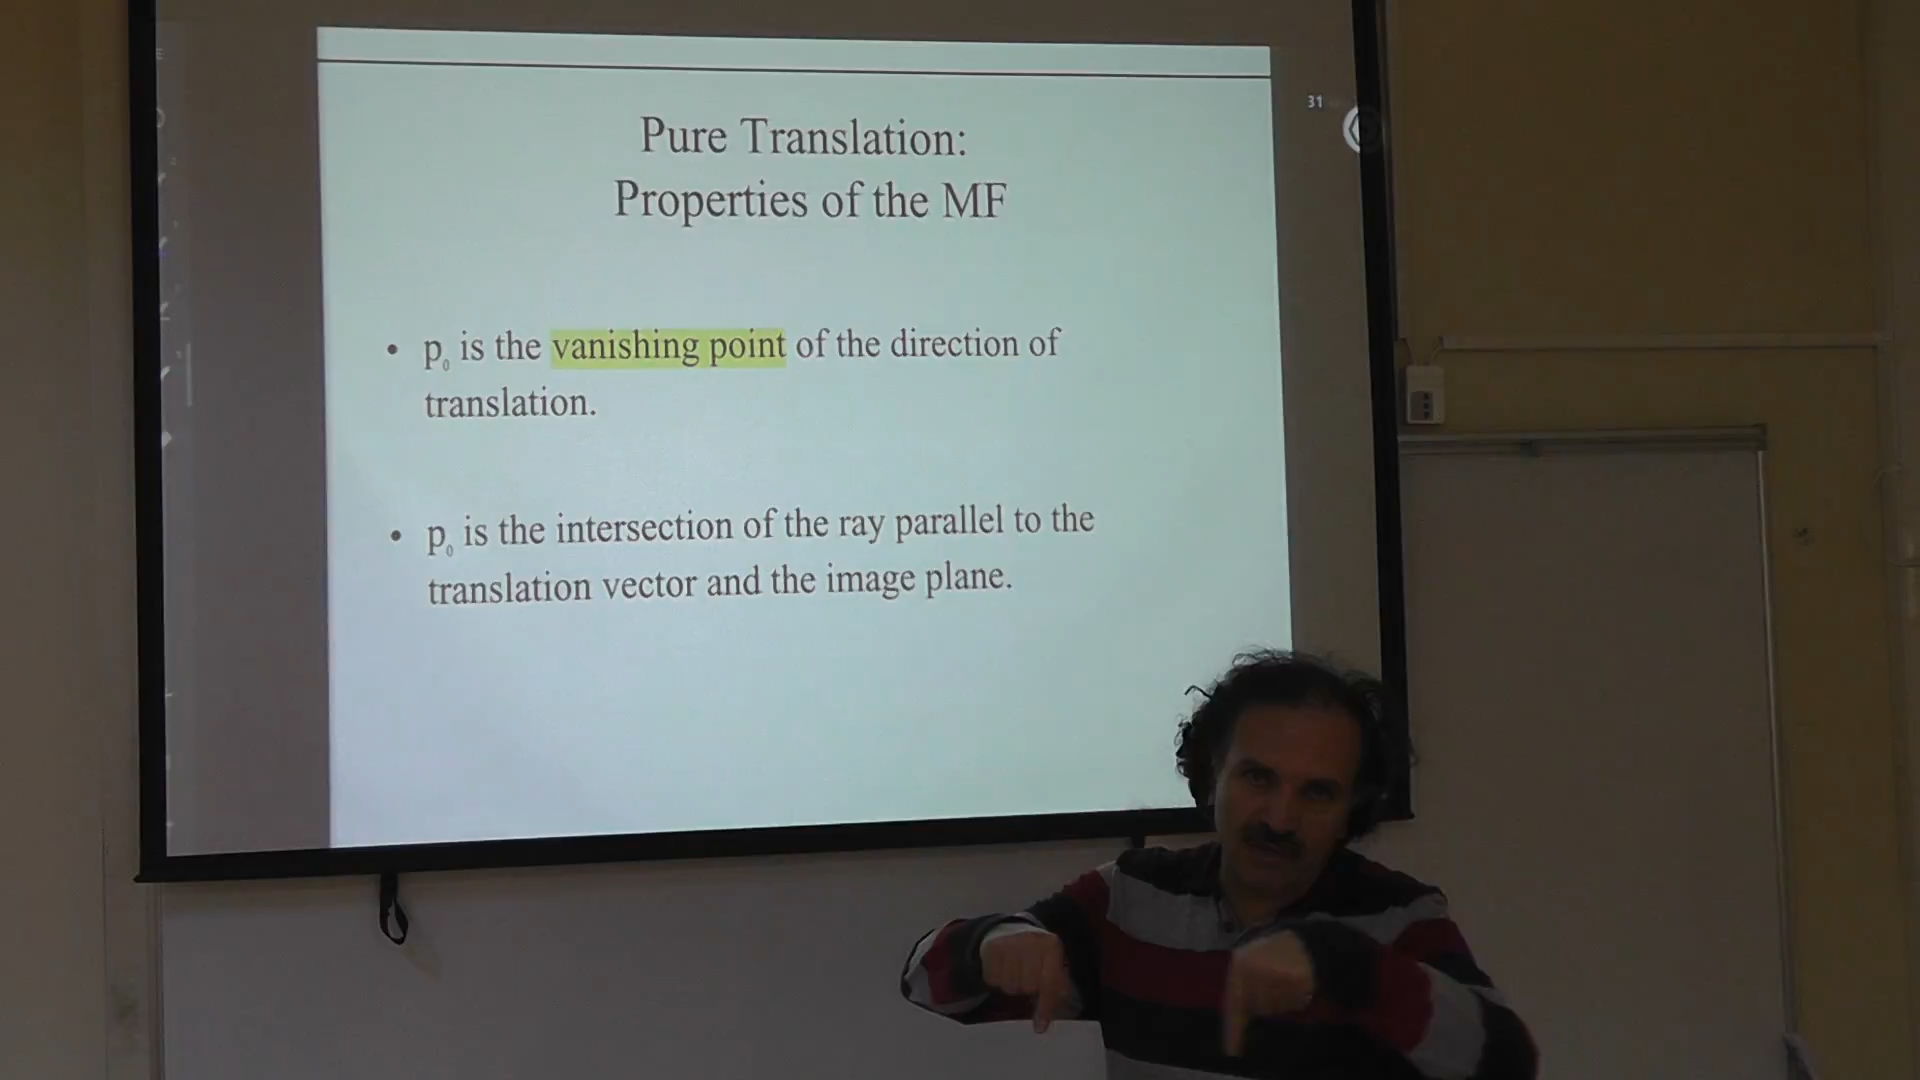 31
Pure Translation:
Properties of the MF
• p₀ is the vanishing point of the direction of
translation.
• p₀ is the intersection of the ray parallel to the
translation vector and the image plane.